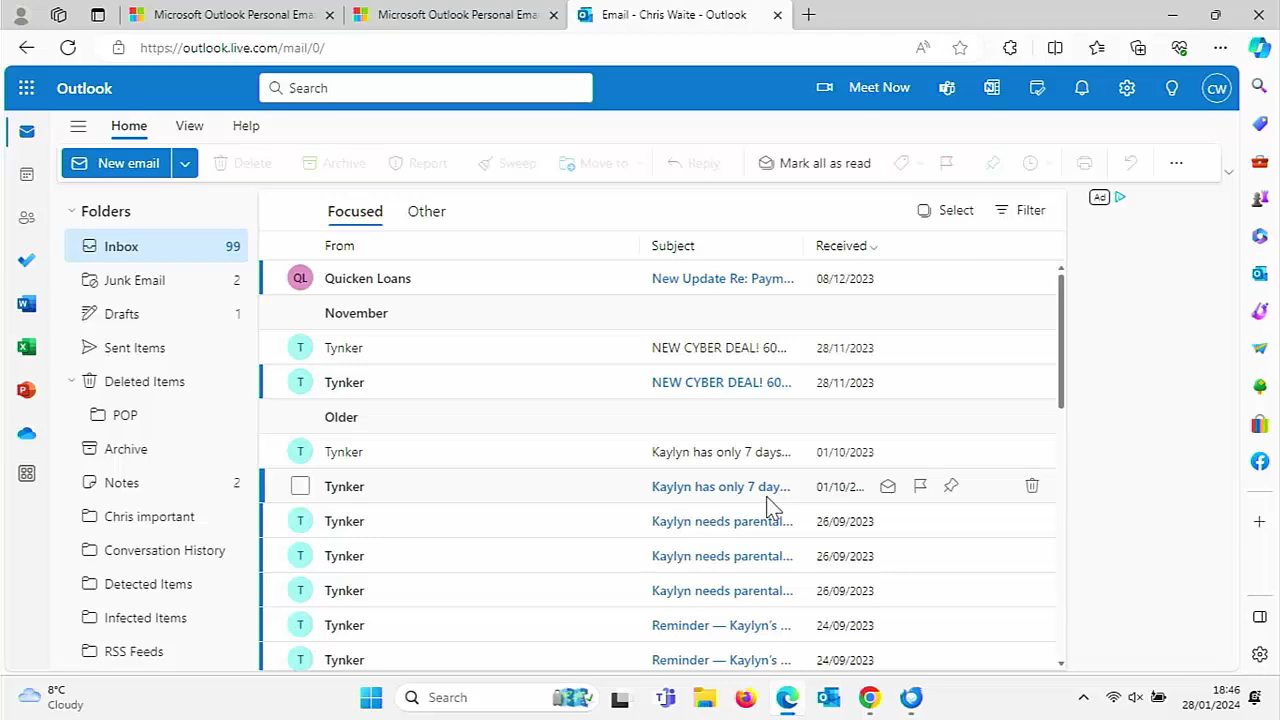 Microsoft Outlook Personal Ema
Microsoft Outlook Personal Ema
Email - Chris Waite - Outlook
https://outlook.live.com/mail/0/
Outlook
Search
Meet Now
CW
Home View Help
New email
Delete
Archive
Report
Sweep
Move to
Reply
Mark all as read
Folders
Focused
Other
Select
Filter
Ad
Inbox 99
From
Subject
Received
Junk Email 2
QL Quicken Loans New Update Re: Paym... 08/12/2023
Drafts 1
November
Sent Items
T Tynker NEW CYBER DEAL! 60... 28/11/2023
Deleted Items
T Tynker NEW CYBER DEAL! 60... 28/11/2023
POP
Older
Archive
T Tynker Kaylyn has only 7 days... 01/10/2023
Notes 2
Tynker Kaylyn has only 7 day... 01/10/2...
Chris important
T Tynker Kaylyn needs parental... 26/09/2023
Conversation History
T Tynker Kaylyn needs parental... 26/09/2023
Detected Items
T Tynker Kaylyn needs parental... 26/09/2023
Infected Items
T Tynker Reminder — Kaylyn's ... 24/09/2023
RSS Feeds
T Tynker Reminder — Kaylyn's ... 24/09/2023
8°C
Cloudy
Search
18:46
28/01/2024